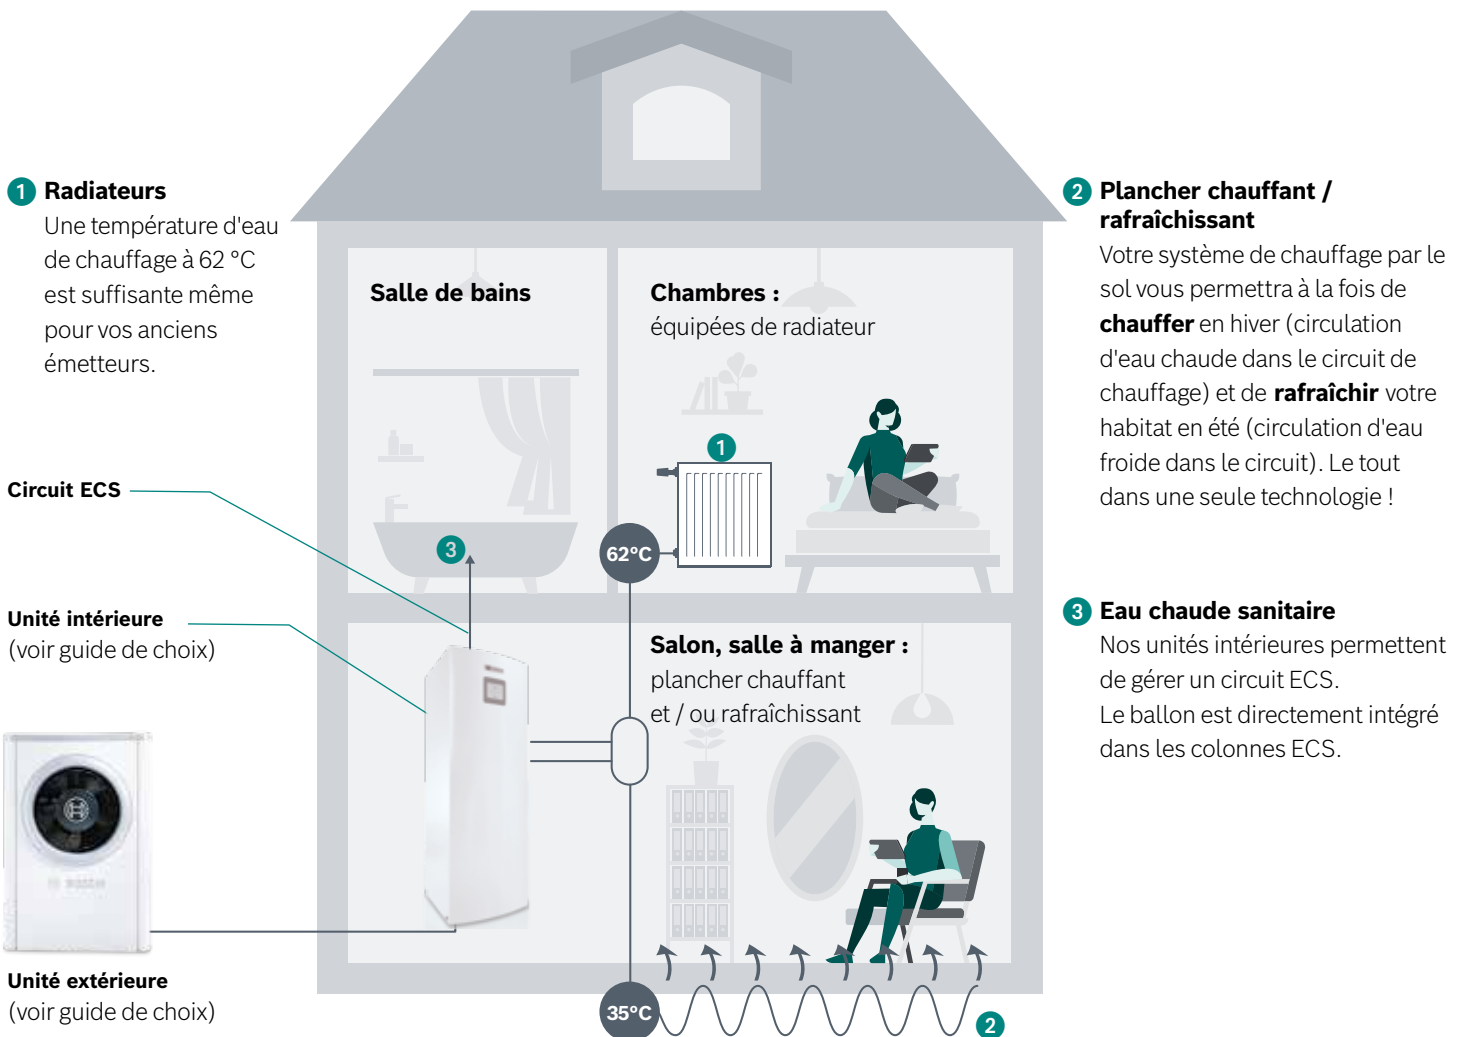 1 Radiateurs
Une température d'eau
de chauffage à 62 °C
est suffisante même
pour vos anciens
émetteurs.
Circuit ECS
Unité intérieure
(voir guide de choix)
BOSCH
Unité extérieure
(voir guide de choix)
Salle de bains
3
Chambres :
équipées de radiateur
1
62°C
Salon, salle à manger :
plancher chauffant
et / ou rafraîchissant
35°C
2
2 Plancher chauffant /
rafraîchissant
Votre système de chauffage par le
sol vous permettra à la fois de
chauffer en hiver (circulation
d'eau chaude dans le circuit de
chauffage) et de rafraîchir votre
habitat en été (circulation d'eau
froide dans le circuit). Le tout
dans une seule technologie !
3 Eau chaude sanitaire
Nos unités intérieures permettent
de gérer un circuit ECS.
Le ballon est directement intégré
dans les colonnes ECS.